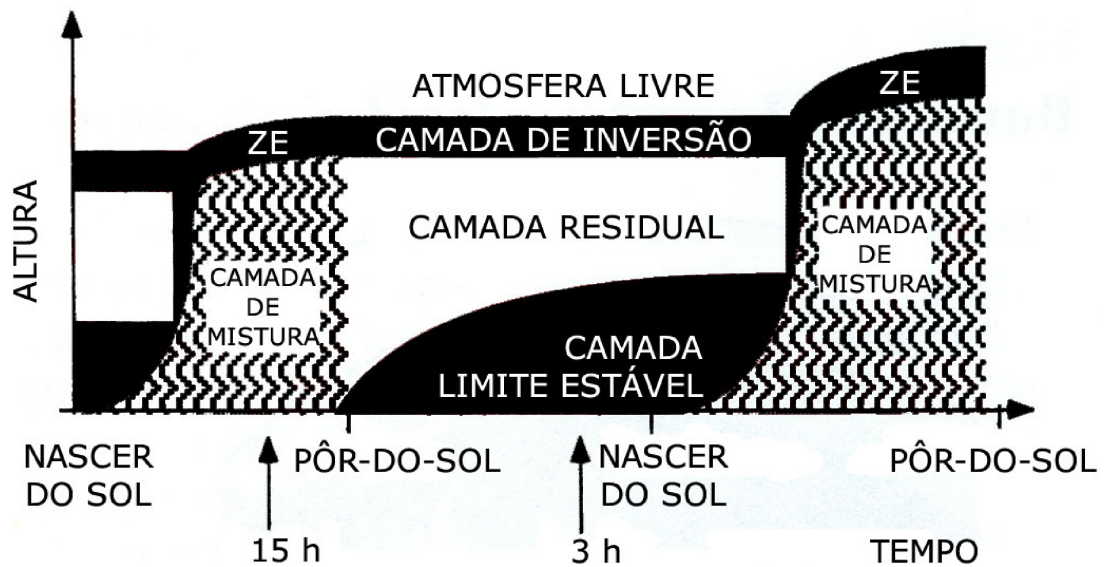 ATMOSFERA LIVRE
ZE
ZE
CAMADA DE INVERSÃO
ALTURA
CAMADA RESIDUAL
CAMADA
DE
MISTURA
CAMADA
DE
MISTURA
CAMADA
LIMITE ESTÁVEL
NASCER
DO SOL
PÔR-DO-SOL
NASCER
DO SOL
PÔR-DO-SOL
15 h
3 h
TEMPO